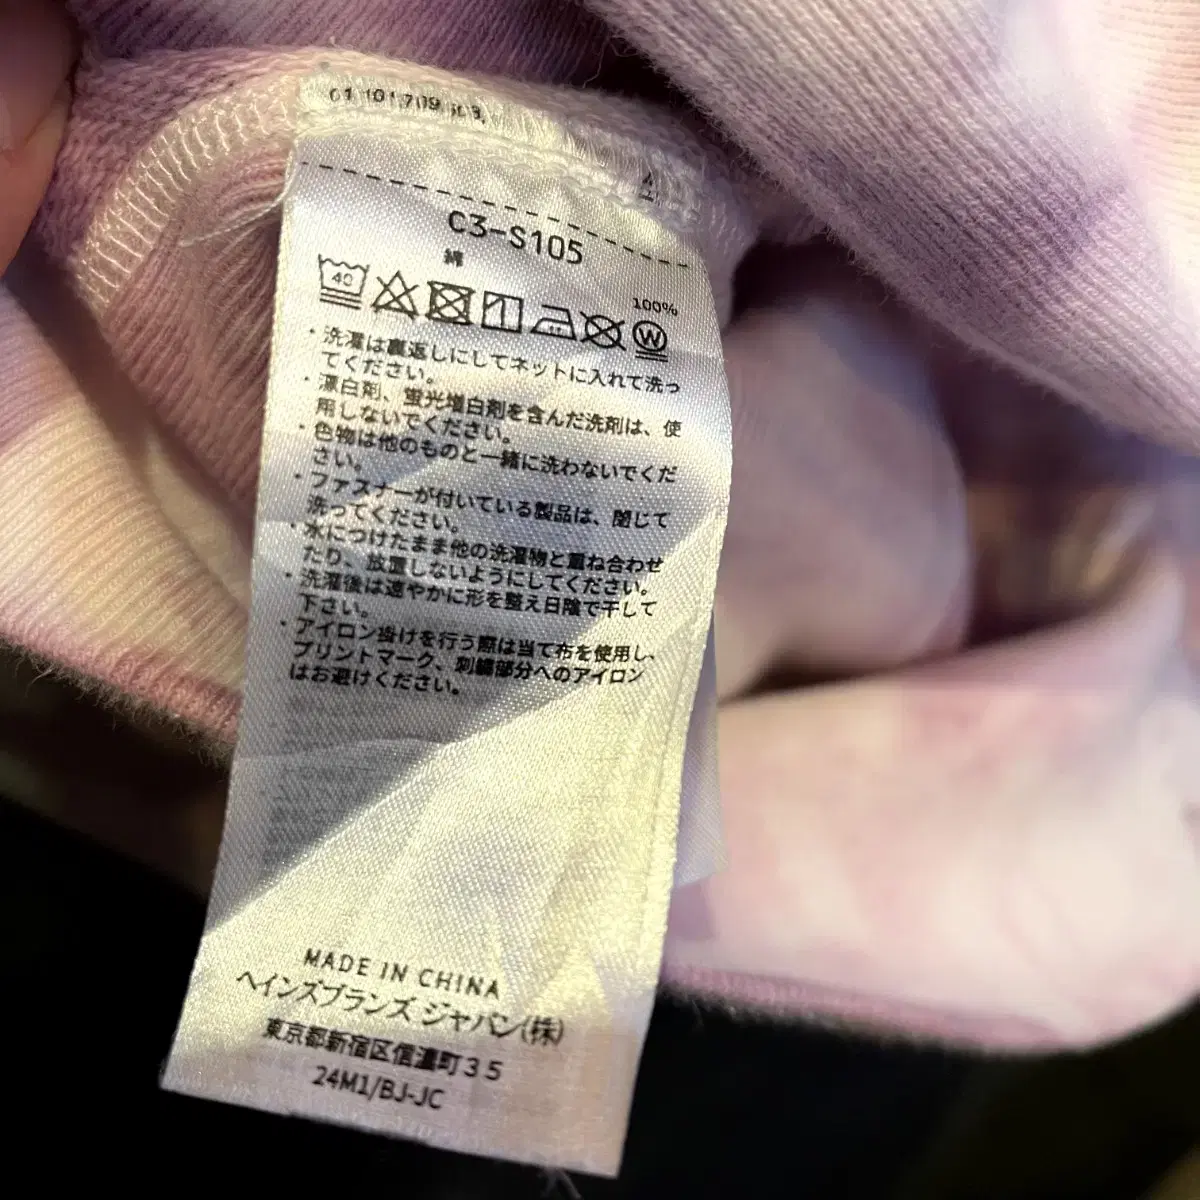 C3-S105
綿
100%
40
W
・洗濯は裏返しにしてネットに入れて洗っ
てください。
・漂白剤、蛍光増白剤を含んだ洗剤は、使
用しないでください。
・色物は他のものと一緒に洗わないでくだ
さい。
・ファスナーが付いている製品は、閉じて
洗ってください。
・水につけたまま他の洗濯物と重ね合わせ
たり、放置しないようにしてください。
・洗濯後は速やかに形を整え日陰で干して
下さい。
・アイロン掛けを行う際は当て布を使用し、
プリントマーク、刺繍部分へのアイロン
はお避けください。
MADE IN CHINA
ヘインズブランズ ジャパン(株)
東京都新宿区信濃町35
24M1/BJ-JC